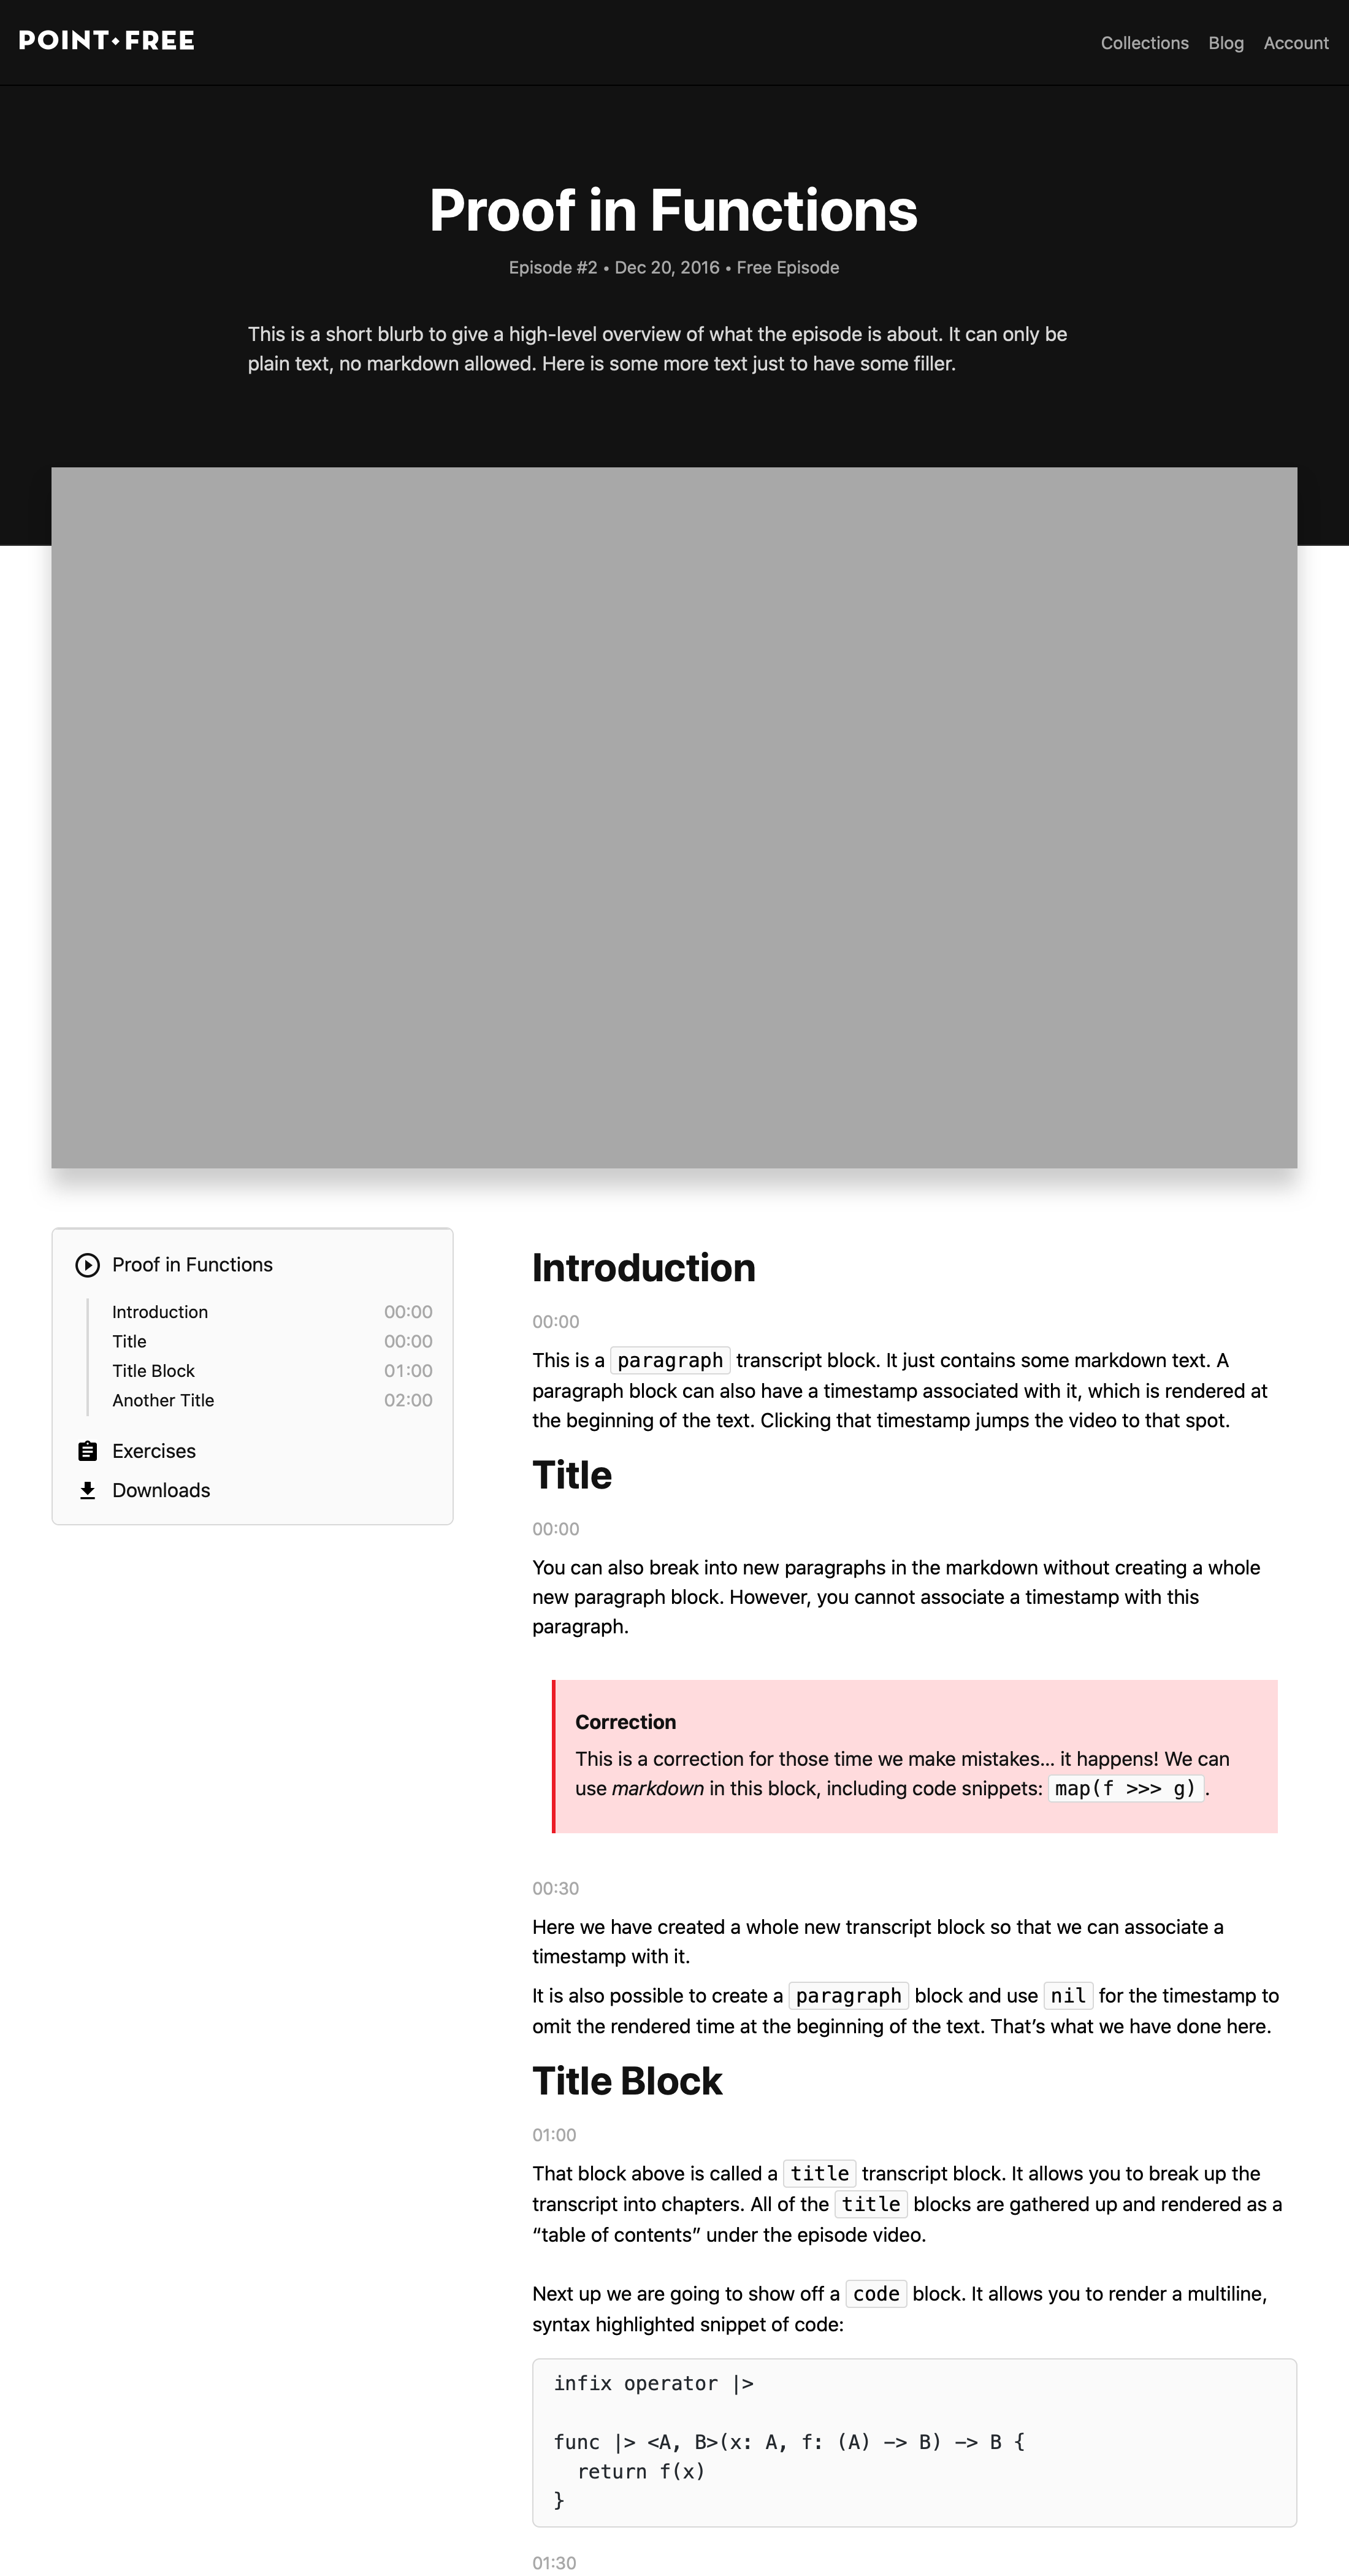 POINT•FREE
Collections Blog Account
Proof in Functions
Episode #2 • Dec 20, 2016 • Free Episode
This is a short blurb to give a high-level overview of what the episode is about. It can only be
plain text, no markdown allowed. Here is some more text just to have some filler.
Proof in Functions
Introduction 00:00
Title 00:00
Title Block 01:00
Another Title 02:00
Exercises
Downloads
Introduction
00:00
This is a paragraph transcript block. It just contains some markdown text. A
paragraph block can also have a timestamp associated with it, which is rendered at
the beginning of the text. Clicking that timestamp jumps the video to that spot.
Title
00:00
You can also break into new paragraphs in the markdown without creating a whole
new paragraph block. However, you cannot associate a timestamp with this
paragraph.
Correction
This is a correction for those time we make mistakes… it happens! We can
use markdown in this block, including code snippets: map(f >>> g).
00:30
Here we have created a whole new transcript block so that we can associate a
timestamp with it.
It is also possible to create a paragraph block and use nil for the timestamp to
omit the rendered time at the beginning of the text. That’s what we have done here.
Title Block
01:00
That block above is called a title transcript block. It allows you to break up the
transcript into chapters. All of the title blocks are gathered up and rendered as a
“table of contents” under the episode video.
Next up we are going to show off a code block. It allows you to render a multiline,
syntax highlighted snippet of code:
infix operator |>
func |> <A, B>(x: A, f: (A) -> B) -> B {
  return f(x)
}
01:30